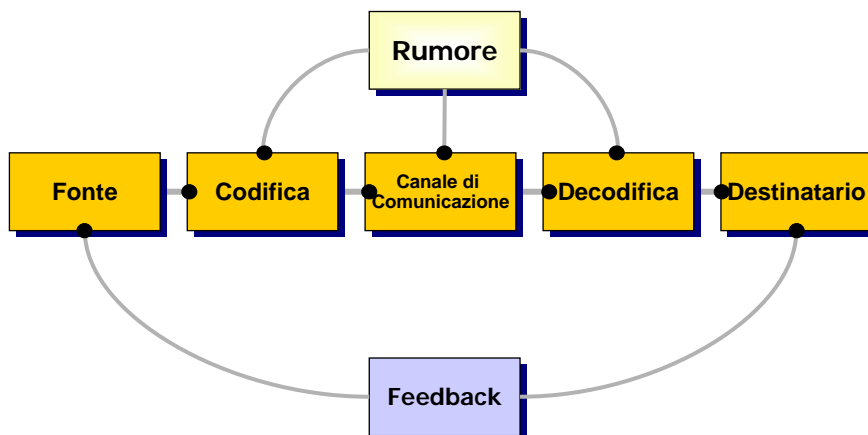 Rumore
Fonte
Codifica
Canale di
Comunicazione
Decodifica
Destinatario
Feedback